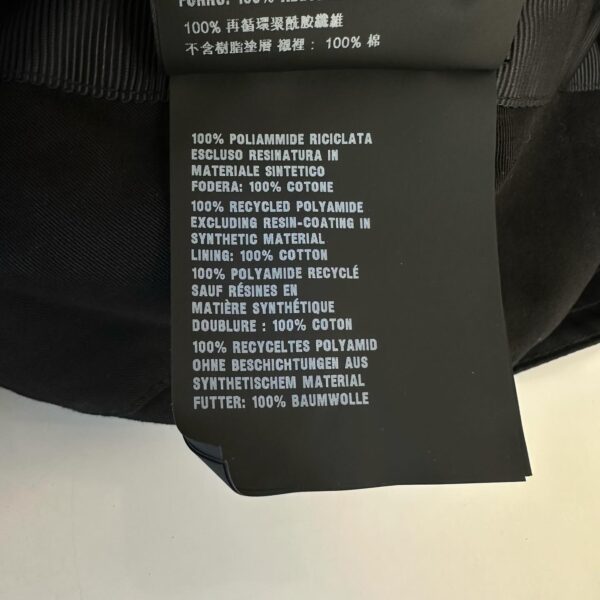 FORRO: 100%
100% 再循環聚酰胺纖維
不含樹脂塗層 襯裡: 100% 棉
100% POLIAMMIDE RICICLATA
ESCLUSO RESINATURA IN
MATERIALE SINTETICO
FODERA: 100% COTONE
100% RECYCLED POLYAMIDE
EXCLUDING RESIN-COATING IN
SYNTHETIC MATERIAL
LINING: 100% COTTON
100% POLYAMIDE RECYCLÉ
SAUF RÉSINES EN
MATIÈRE SYNTHÉTIQUE
DOUBLURE : 100% COTON
100% RECYCELTES POLYAMID
OHNE BESCHICHTUNGEN AUS
SYNTHETISCHEM MATERIAL
FUTTER: 100% BAUMWOLLE